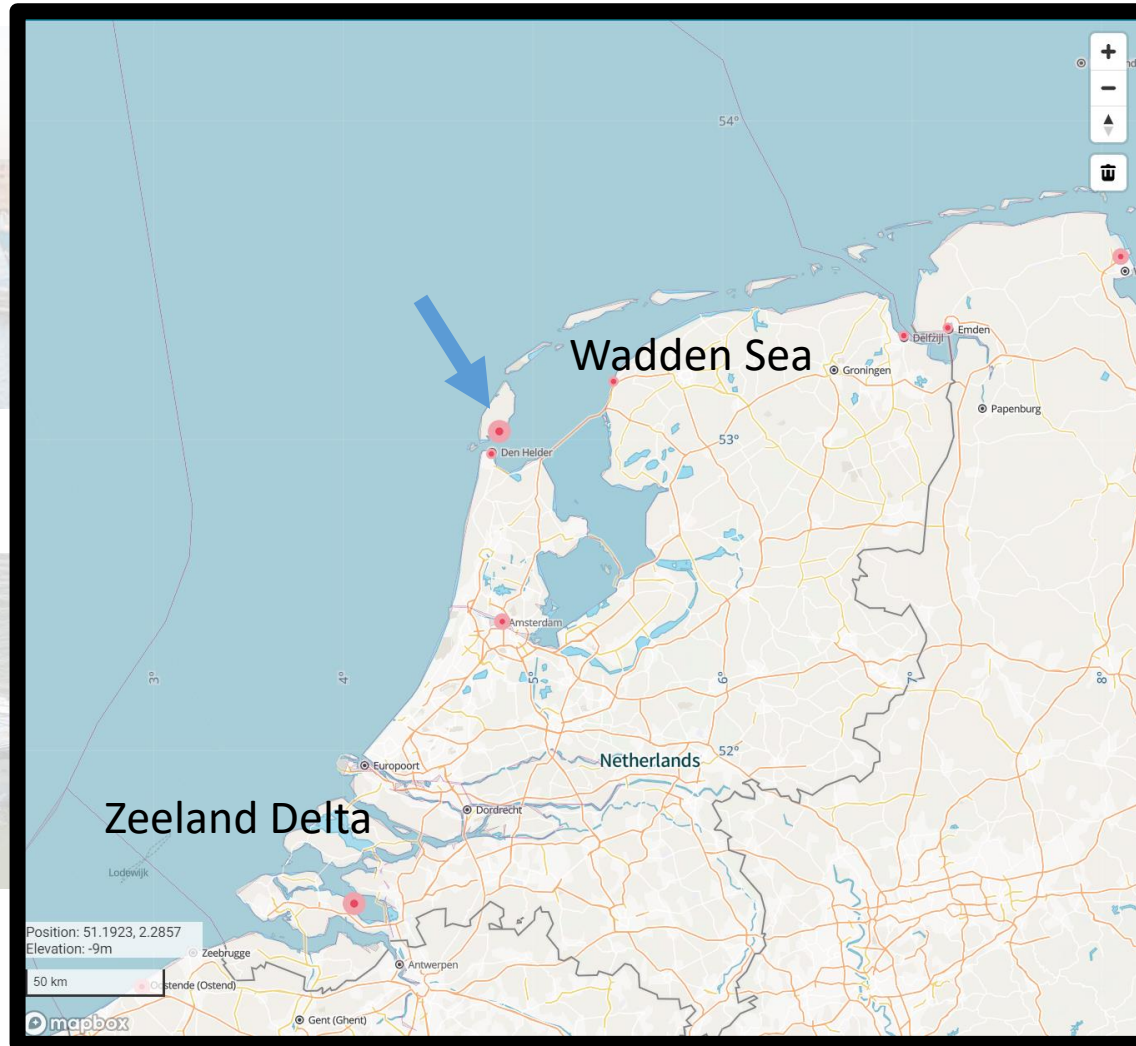 54°
Wadden Sea
Delfzijl
Emden
Groningen
Papenburg
53°
Den Helder
Amsterdam
3°
4°
5°
6°
7°
8°
52°
Netherlands
Europoort
Dordrecht
Zeeland Delta
Lodewijk
Position: 51.1923, 2.2857
Elevation: -9m
Zeebrugge
Antwerpen
50 km
Oostende (Ostend)
mapbox
Gent (Ghent)